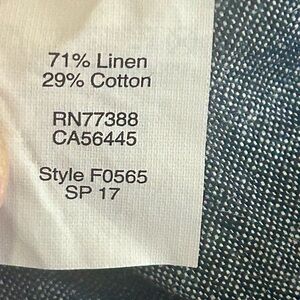 71% Linen
29% Cotton
RN77388
CA56445
Style F0565
SP 17